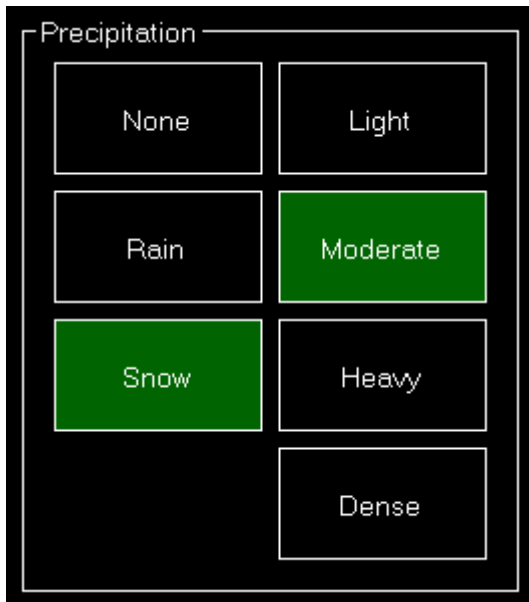 Precipitation
None
Light
Rain
Moderate
Snow
Heavy
Dense